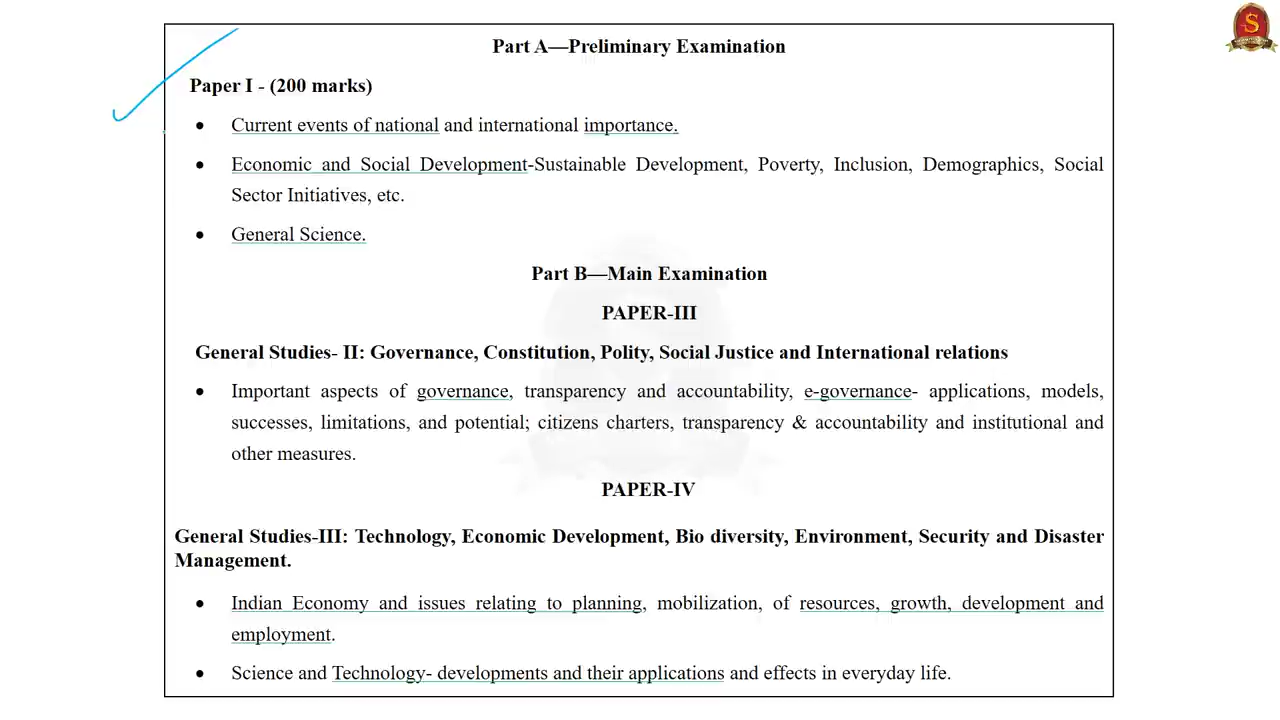 Part A—Preliminary Examination
Paper I - (200 marks)
• Current events of national and international importance.
• Economic and Social Development-Sustainable Development, Poverty, Inclusion, Demographics, Social
Sector Initiatives, etc.
• General Science.
Part B—Main Examination
PAPER-III
General Studies- II: Governance, Constitution, Polity, Social Justice and International relations
• Important aspects of governance, transparency and accountability, e-governance- applications, models,
successes, limitations, and potential; citizens charters, transparency & accountability and institutional and
other measures.
PAPER-IV
General Studies-III: Technology, Economic Development, Bio diversity, Environment, Security and Disaster
Management.
• Indian Economy and issues relating to planning, mobilization, of resources, growth, development and
employment.
• Science and Technology- developments and their applications and effects in everyday life.
S